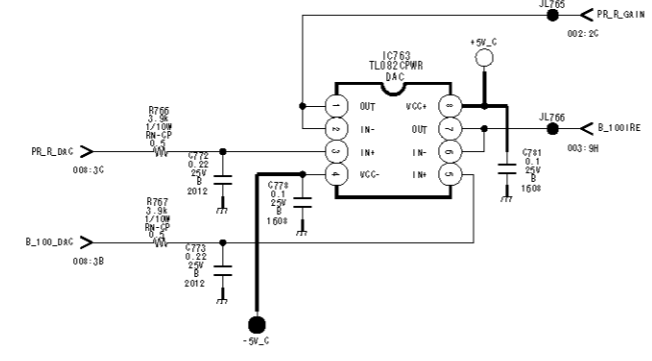 JL765
PR_R_GAIN
002:2C
+5V_C
IC763
TL082CPWR
DAC
1 OUT VCC+ 8
2 IN- OUT 7
3 IN+ IN- 6
4 VCC- IN+ 5
JL766
B_100IRE
003:9H
R766
3.9k
1/10W
RN-CP
0.5
PR_R_DAC
008:3C
C772
0.22
25V
B
2012
C778
0.1
25V
B
1608
C781
0.1
25V
B
1608
R767
3.9k
1/10W
RN-CP
0.5
B_100_DAC
008:3B
C773
0.22
25V
B
2012
-5V_C